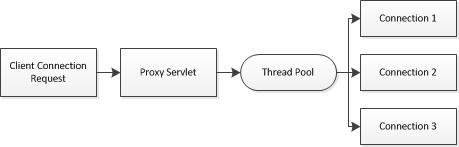 Client Connection
Request
Proxy Servlet
Thread Pool
Connection 1
Connection 2
Connection 3